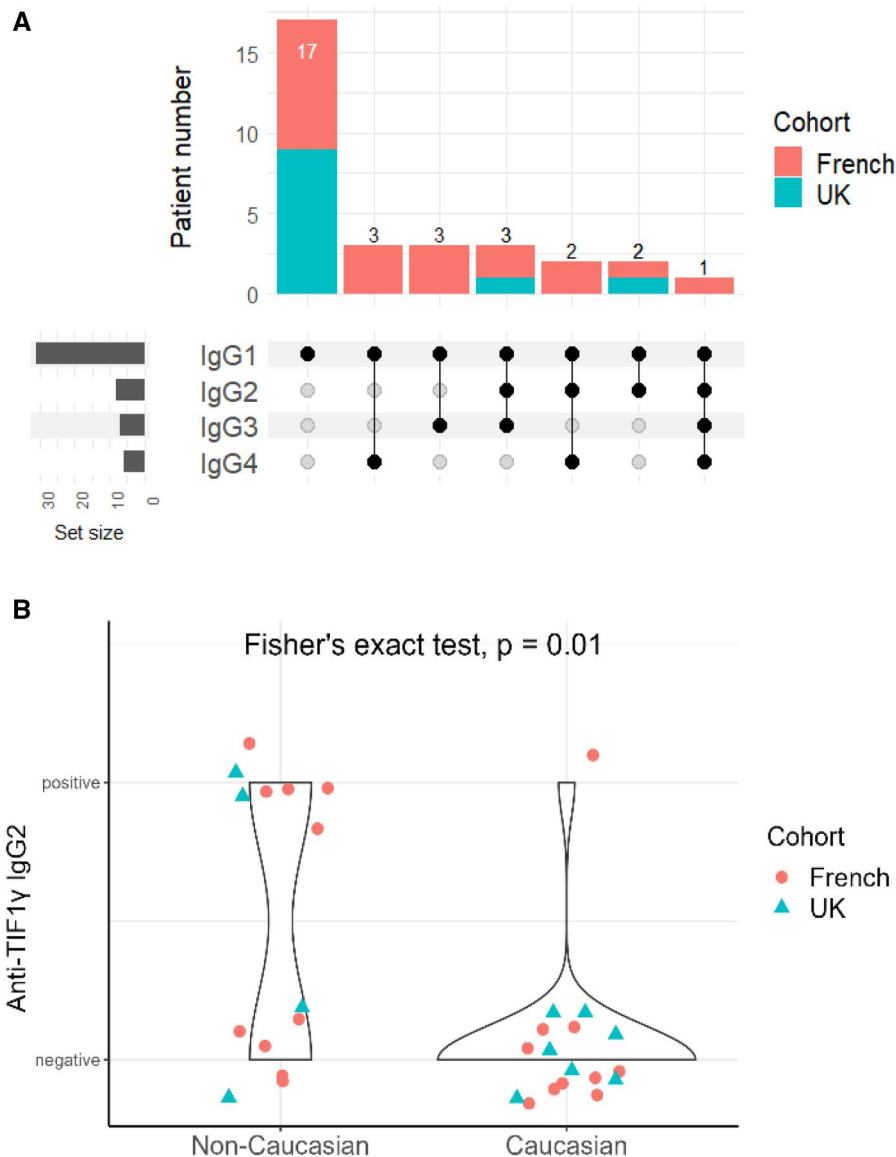 A
Patient number
15
10
5
0
17
3
3
3
2
2
1
Cohort
French
UK
IgG1
IgG2
IgG3
IgG4
30
20
10
0
Set size
B
Fisher's exact test, p = 0.01
Anti-TIF1γ IgG2
positive
negative
Non-Caucasian
Caucasian
Cohort
French
UK